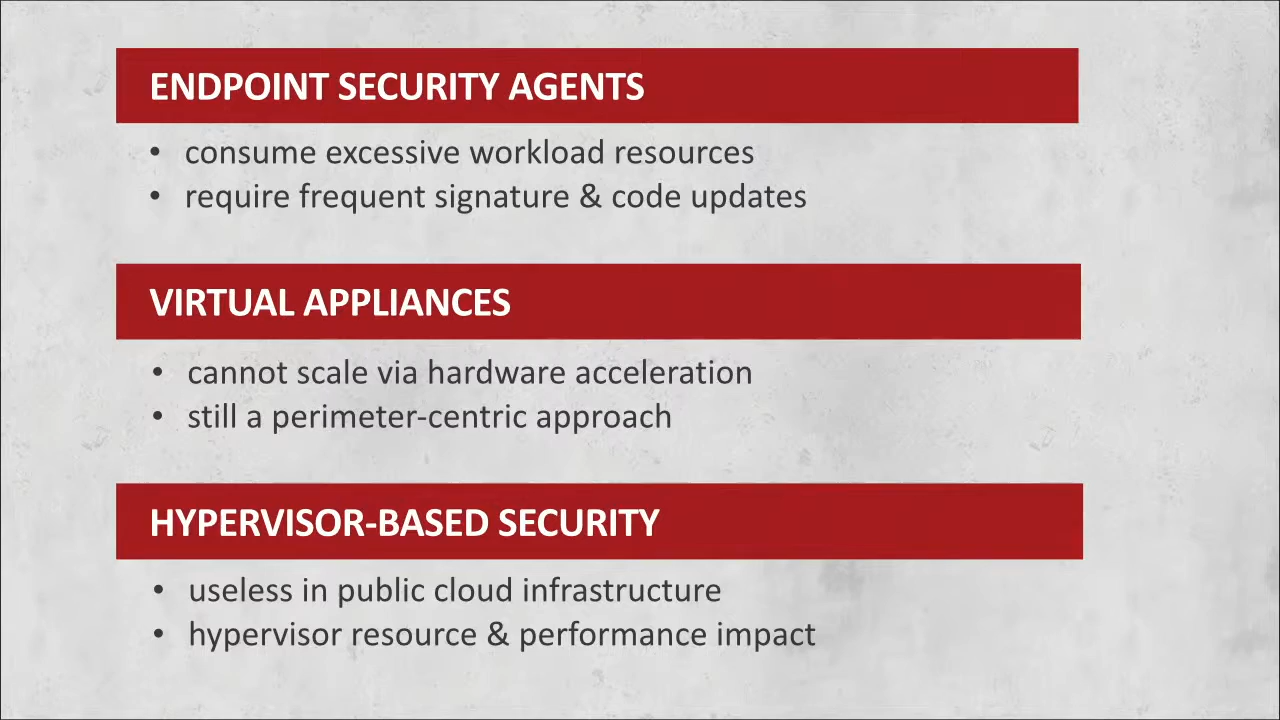 ENDPOINT SECURITY AGENTS
• consume excessive workload resources
• require frequent signature & code updates
VIRTUAL APPLIANCES
• cannot scale via hardware acceleration
• still a perimeter-centric approach
HYPERVISOR-BASED SECURITY
• useless in public cloud infrastructure
• hypervisor resource & performance impact